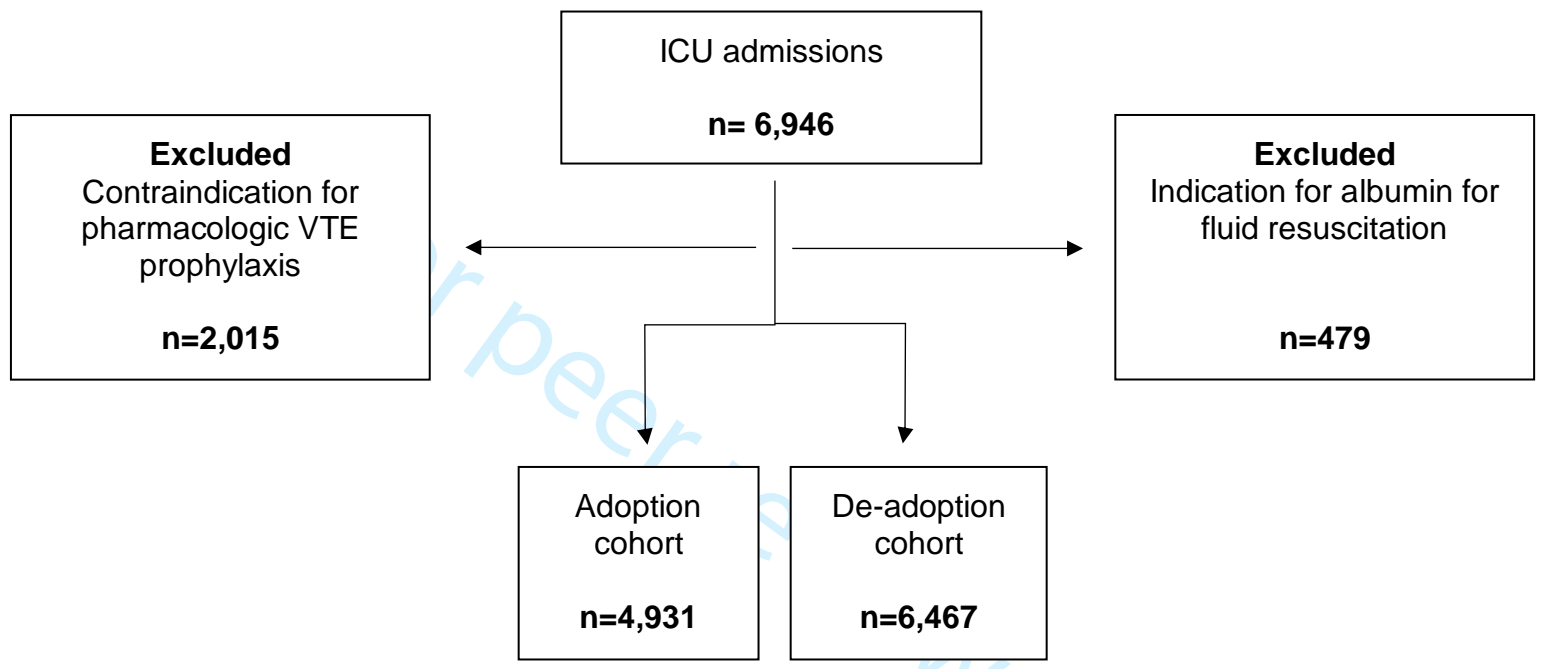 ICU admissions
n= 6,946
Excluded
Contraindication for
pharmacologic VTE
prophylaxis
n=2,015
Excluded
Indication for albumin for
fluid resuscitation
n=479
Adoption
cohort
n=4,931
De-adoption
cohort
n=6,467
peer